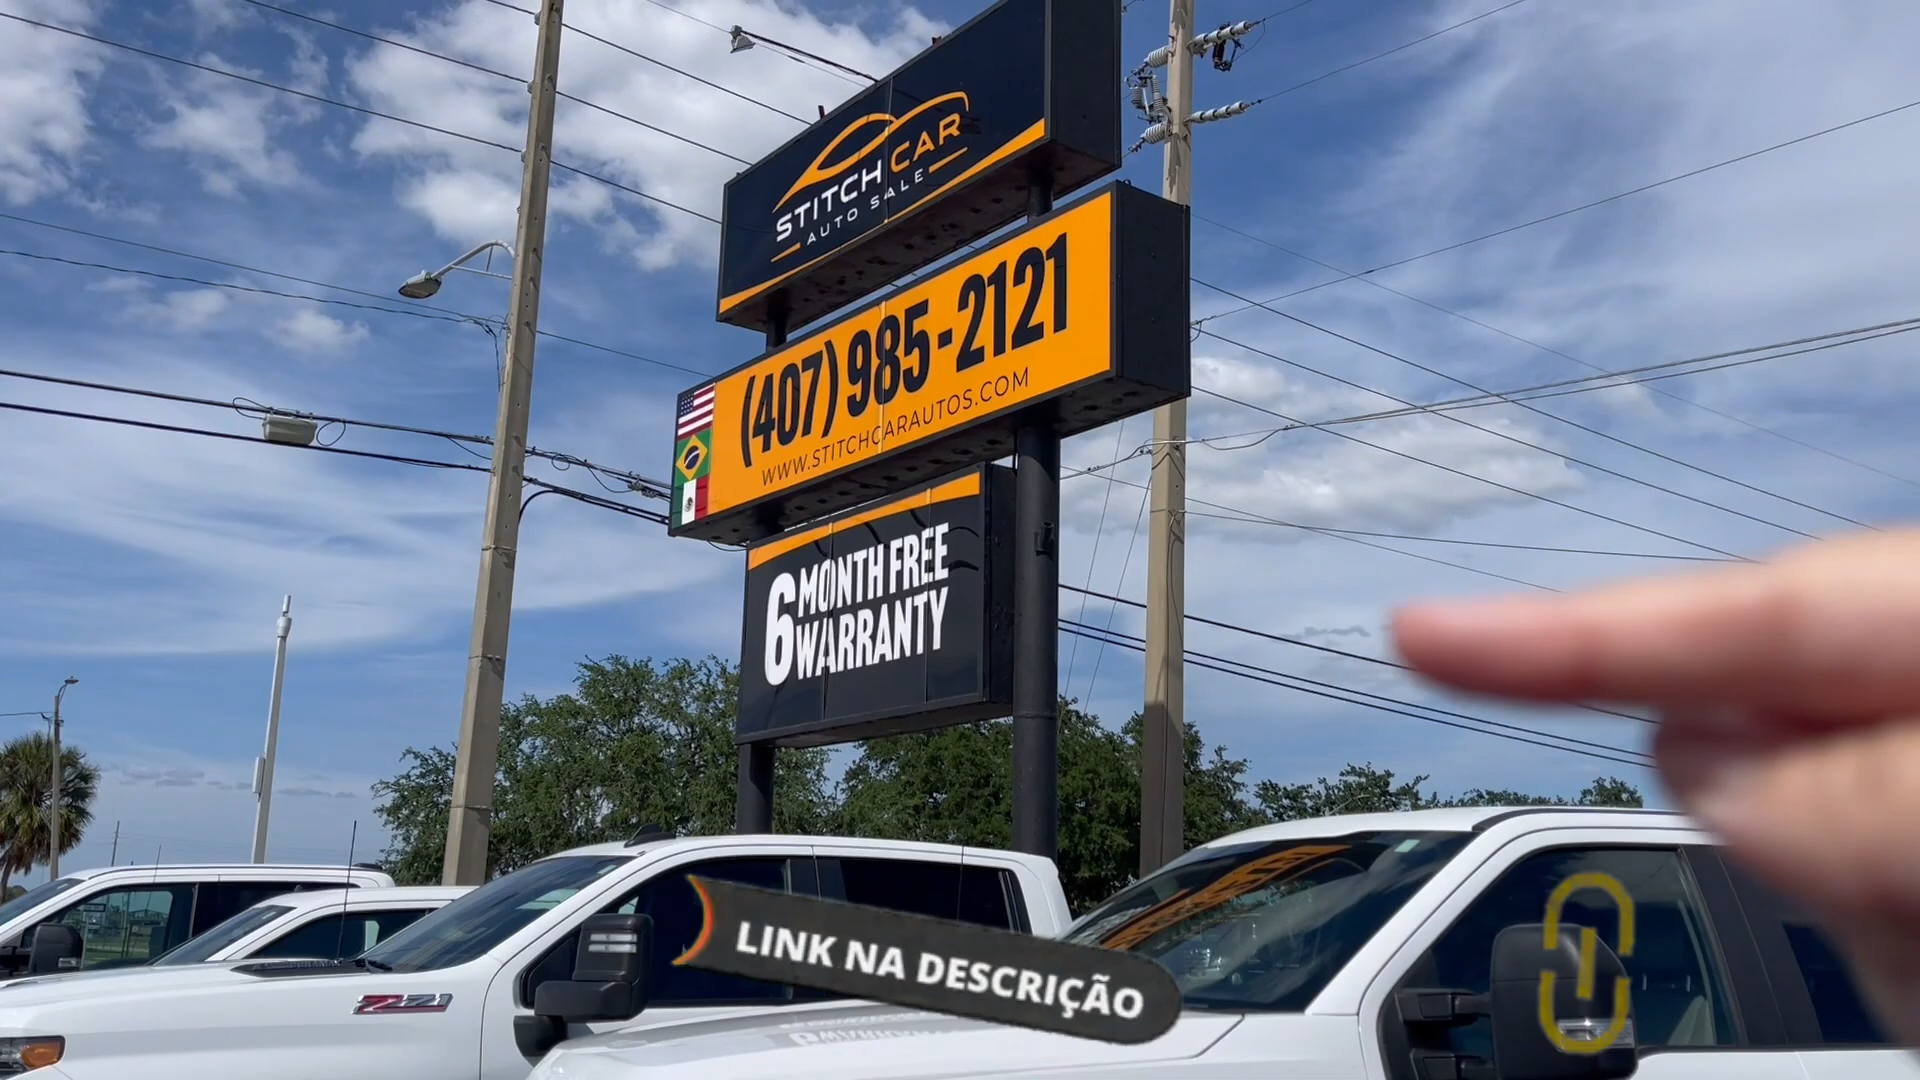 STITCH CAR
AUTO SALE
(407) 985-2121
WWW.STITCHCARAUTOS.COM
6 MONTH FREE
WARRANTY
Z71
LINK NA DESCRIÇÃO